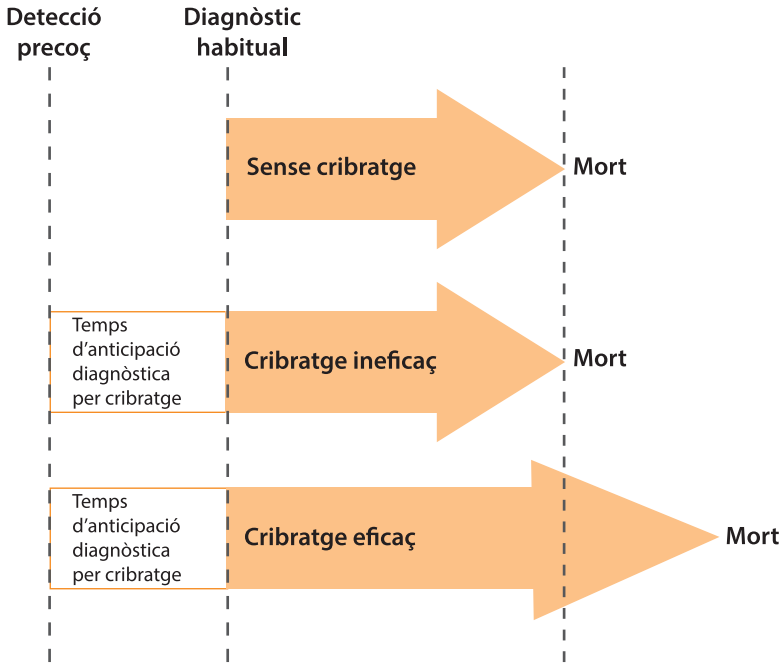 Detecció
precoç
Diagnòstic
habitual
Sense cribratge
Mort
Temps
d’anticipació
diagnòstica
per cribratge
Cribratge ineficaç
Mort
Temps
d’anticipació
diagnòstica
per cribratge
Cribratge eficaç
Mort